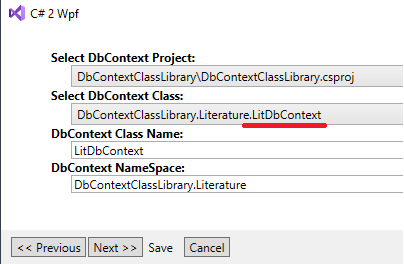 C# 2 Wpf
Select DbContext Project:
DbContextClassLibrary\DbContextClassLibrary.csproj
Select DbContext Class:
DbContextClassLibrary.Literature.LitDbContext
DbContext Class Name:
LitDbContext
DbContext NameSpace:
DbContextClassLibrary.Literature
<< Previous Next >> Save Cancel